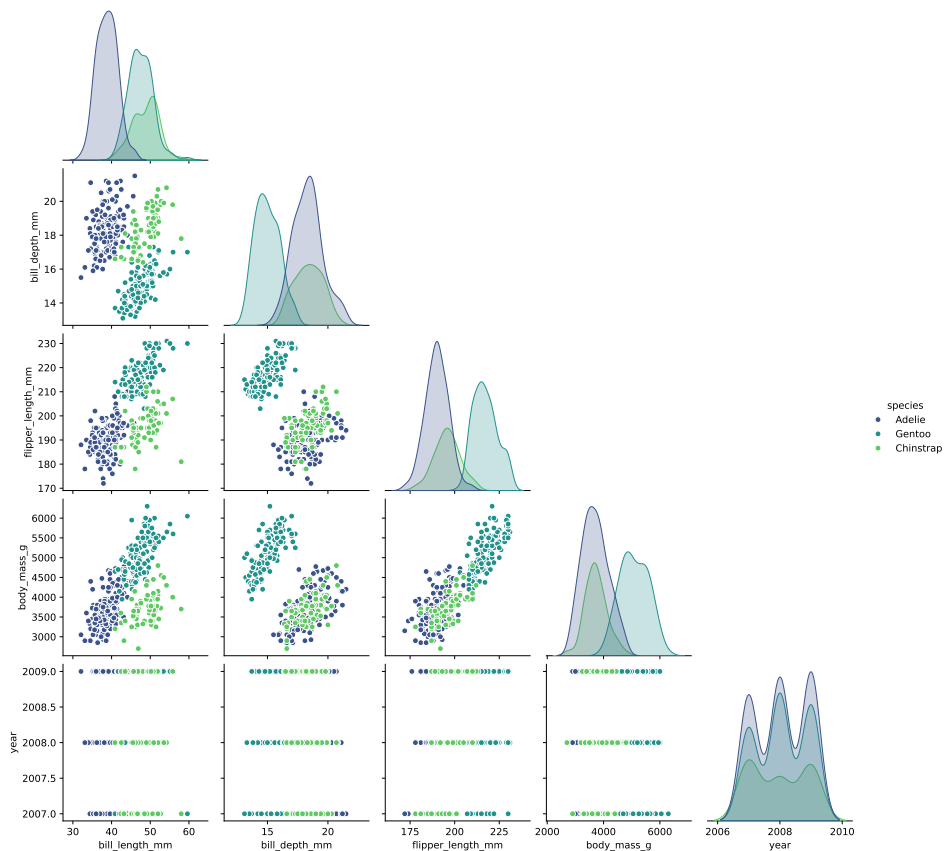 bill_depth_mm
20
18
16
14
flipper_length_mm
230
220
210
200
190
180
170
species
Adelie
Gentoo
Chinstrap
body_mass_g
6000
5500
5000
4500
4000
3500
3000
year
2009.0
2008.5
2008.0
2007.5
2007.0
30 40 50 60
bill_length_mm
15 20
bill_depth_mm
175 200 225
flipper_length_mm
2000 4000 6000
body_mass_g
2006 2008 2010
year